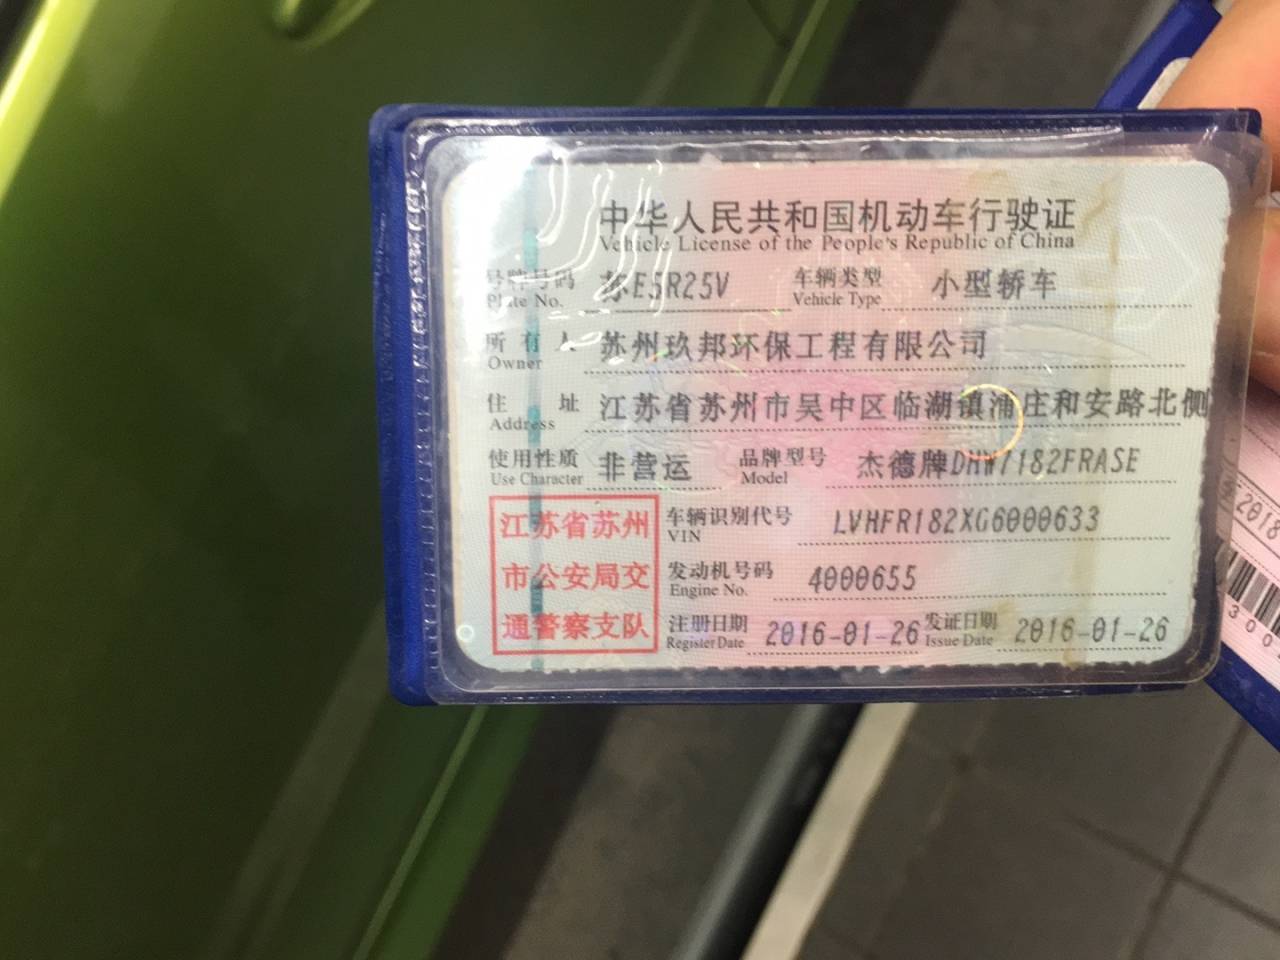 中华人民共和国机动车行驶证
Vehicle License of the People's Republic of China
号牌号码 苏E5R25V 车辆类型 小型轿车
Plate No. Vehicle Type
所有人 苏州玖邦环保工程有限公司
Owner
住址 江苏省苏州市吴中区临湖镇浦庄和安路北侧
Address
使用性质 非营运 品牌型号 杰德牌DHW7182FRASE
Use Character Model
江苏省苏州 车辆识别代号 LVHFR182XG6000633
VIN
市公安局交 发动机号码 4000655
Engine No.
通警察支队 注册日期 2016-01-26 发证日期 2016-01-26
Register Date Issue Date
2018